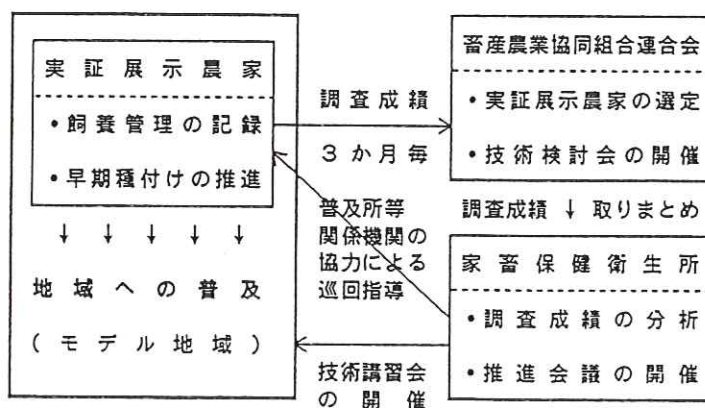 実証展示農家
・飼養管理の記録
・早期種付けの推進
↓ ↓ ↓ ↓ ↓
地域への普及
(モデル地域)
調査成績
3か月毎
畜産農業協同組合連合会
・実証展示農家の選定
・技術検討会の開催
調査成績 ↓ 取りまとめ
普及所等
関係機関の
協力による
巡回指導
家畜保健衛生所
・調査成績の分析
・推進会議の開催
技術講習会
の開催